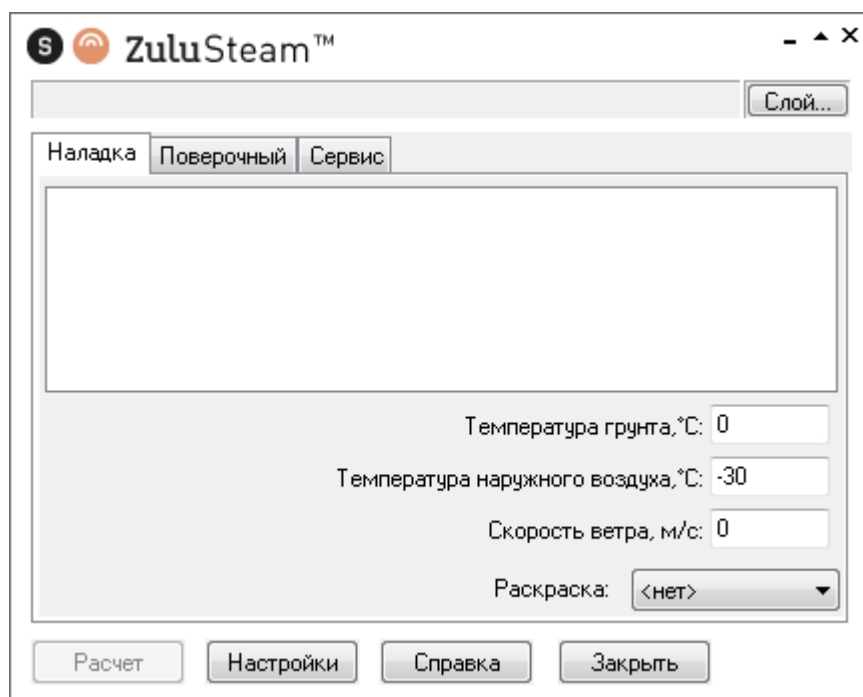 S ZuluSteam™
Слой...
Наладка Поверочный Сервис
Температура грунта,°С: 0
Температура наружного воздуха,°С: -30
Скорость ветра, м/с: 0
Раскраска: <нет>
Расчет Настройки Справка Закрыть